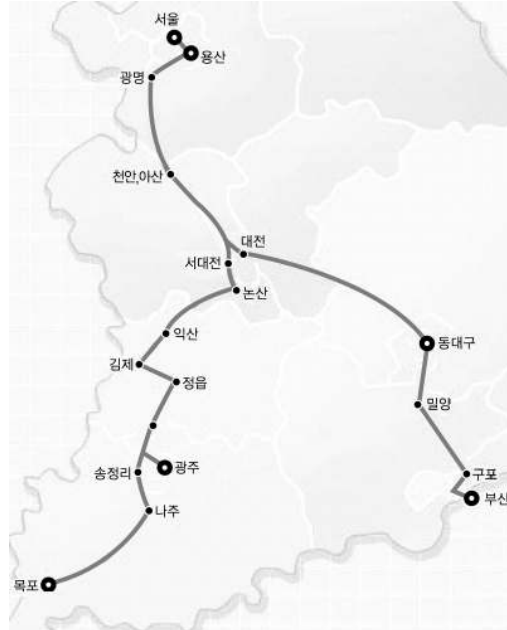 서울
용산
광명
천안,아산
대전
서대전
논산
익산
동대구
김제
정읍
밀양
광주
송정리
구포
부산
나주
목포